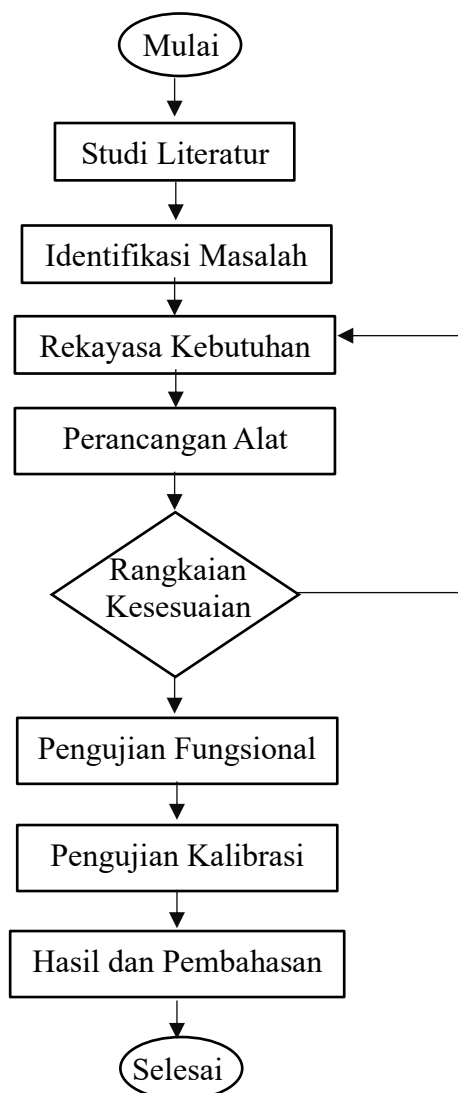 Mulai
Studi Literatur
Identifikasi Masalah
Rekayasa Kebutuhan
Perancangan Alat
Rangkaian
Kesesuaian
Pengujian Fungsional
Pengujian Kalibrasi
Hasil dan Pembahasan
Selesai